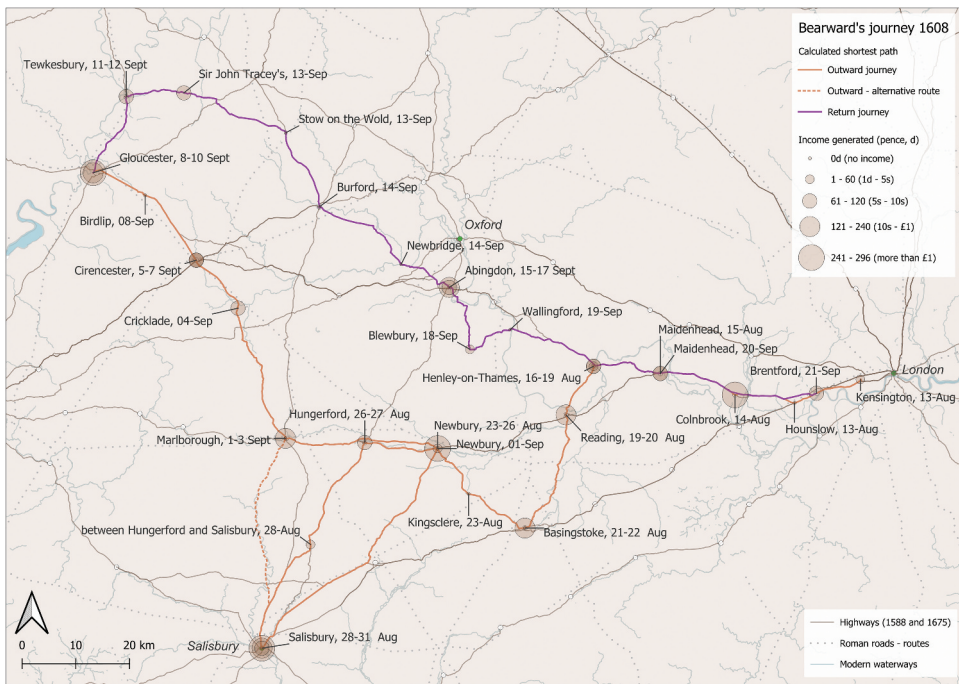 Bearward's journey 1608
Calculated shortest path
Outward journey
Outward - alternative route
Return journey
Income generated (pence, d)
0d (no income)
1 - 60 (1d - 5s)
61 - 120 (5s - 10s)
121 - 240 (10s - £1)
241 - 296 (more than £1)
Tewkesbury, 11-12 Sept
Sir John Tracey's, 13-Sep
Stow on the Wold, 13-Sep
Gloucester, 8-10 Sept
Burford, 14-Sep
Birdlip, 08-Sep
Oxford
Newbridge, 14-Sep
Cirencester, 5-7 Sept
Abingdon, 15-17 Sept
Cricklade, 04-Sep
Wallingford, 19-Sep
Blewbury, 18-Sep
Maidenhead, 15-Aug
Maidenhead, 20-Sep
Henley-on-Thames, 16-19 Aug
Brentford, 21-Sep
London
Kensington, 13-Aug
Colnbrook, 14-Aug
Hounslow, 13-Aug
Hungerford, 26-27 Aug
Newbury, 23-26 Aug
Newbury, 01-Sep
Reading, 19-20 Aug
Marlborough, 1-3 Sept
Kingsclere, 23-Aug
between Hungerford and Salisbury, 28-Aug
Basingstoke, 21-22 Aug
Salisbury
Salisbury, 28-31 Aug
0 10 20 km
Highways (1588 and 1675)
Roman roads - routes
Modern waterways